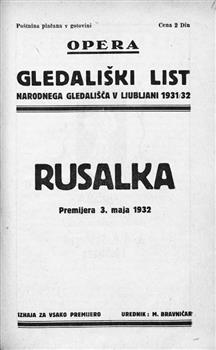 Poštnina plačana v gotovini Cena 2 Din
OPERA
GLEDALIŠKI LIST
NARODNEGA GLEDALIŠČA V LJUBLJANI 1931/32
RUSALKA
Premijera 3. maja 1932
IZHAJA ZA VSAKO PREMIJERO UREDNIK: M. BRAVNIČAR